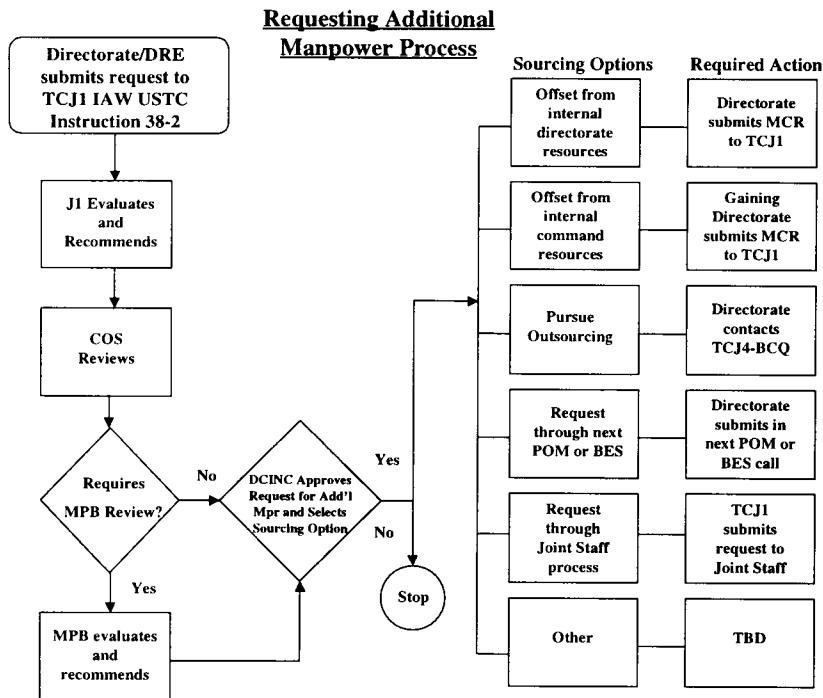 Requesting Additional
Manpower Process
Directorate/DRE
submits request to
TCJ1 IAW USTC
Instruction 38-2
J1 Evaluates
and
Recommends
COS
Reviews
Requires
MPB Review?
No
Yes
MPB evaluates
and
recommends
DCINC Approves
Request for Add'l
Mpr and Selects
Sourcing Option
Yes
No
Stop
Sourcing Options
Required Action
Offset from
internal
directorate
resources
Directorate
submits MCR
to TCJ1
Offset from
internal
command
resources
Gaining
Directorate
submits MCR
to TCJ1
Pursue
Outsourcing
Directorate
contacts
TCJ4-BCQ
Request
through next
POM or BES
Directorate
submits in
next POM or
BES call
Request
through
Joint Staff
process
TCJ1
submits
request to
Joint Staff
Other
TBD